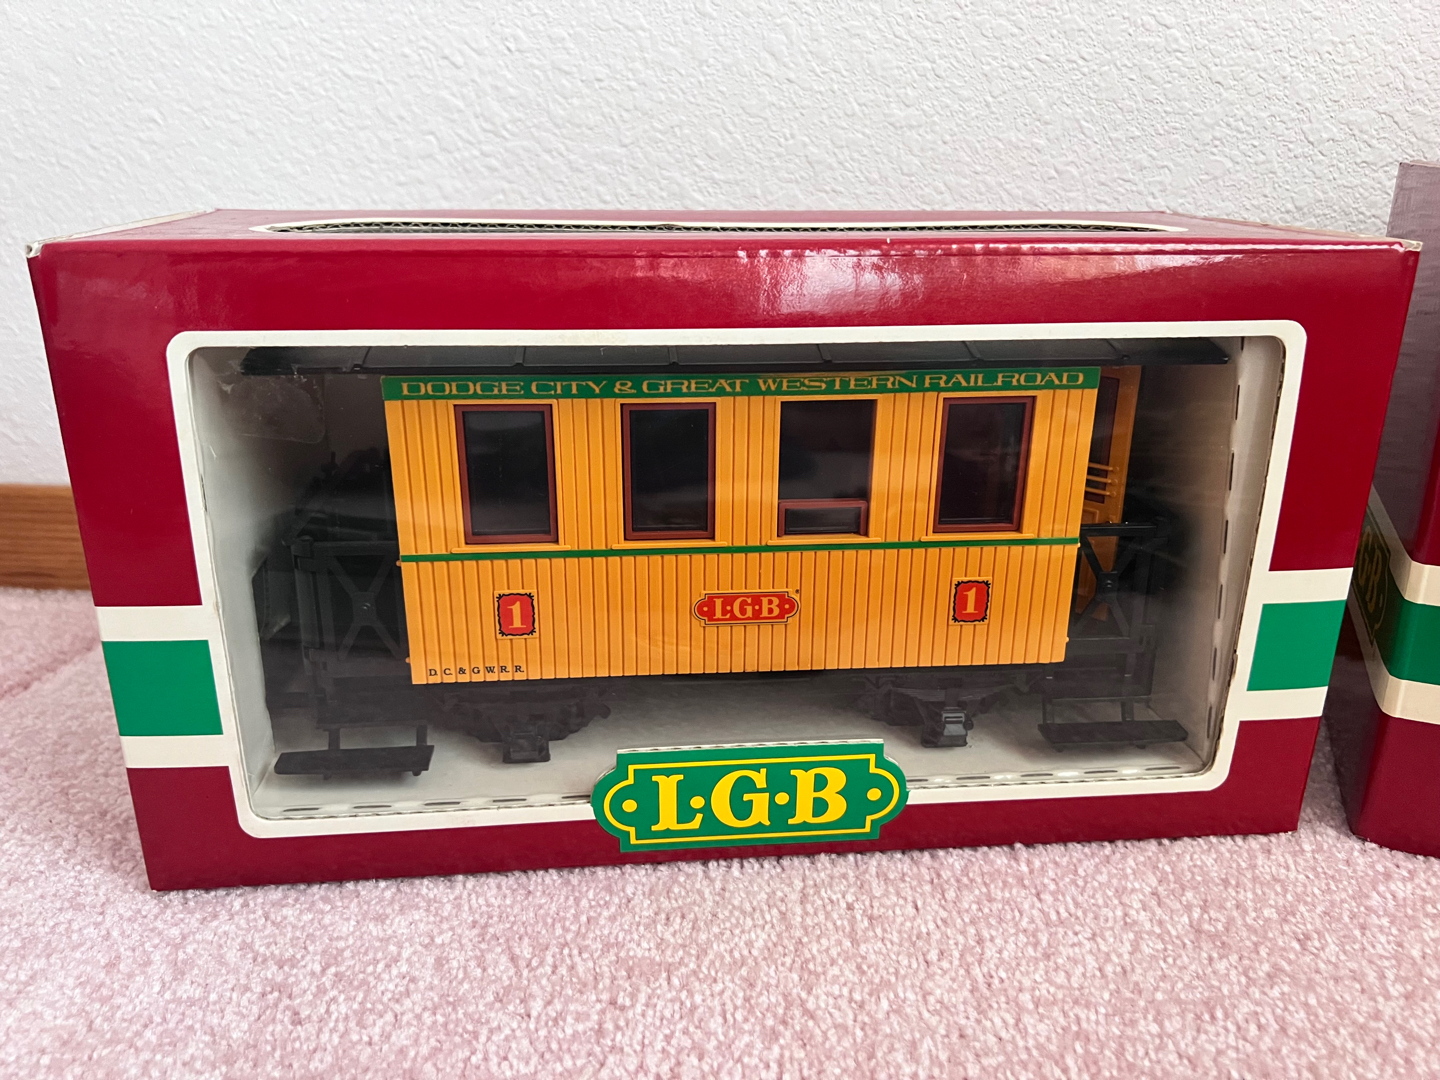 DODGE CITY & GREAT WESTERN RAILROAD
1
L·G·B®
1
D. C. & G. W. R. R.
·L·G·B·